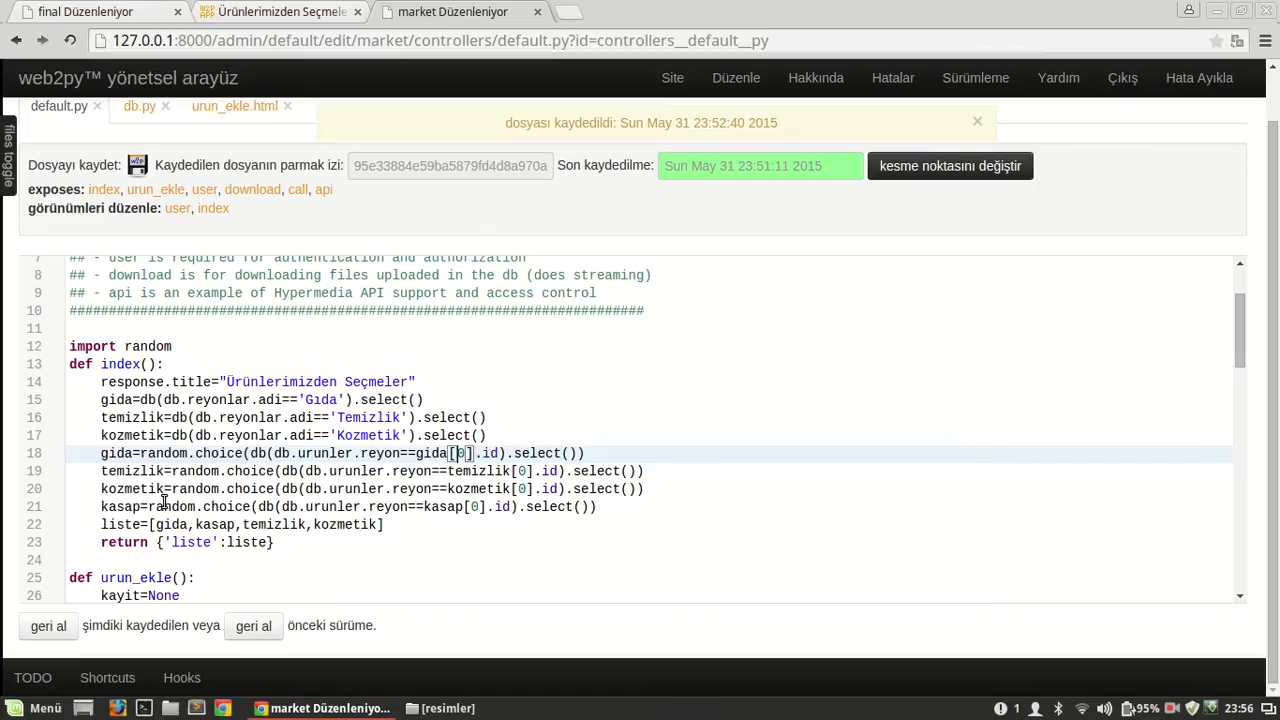 final Düzenleniyor
Ürünlerimizden Seçmele
market Düzenleniyor
127.0.0.1:8000/admin/default/edit/market/controllers/default.py?id=controllers__default__py
web2py™ yönetsel arayüz
Site Düzenle Hakkında Hatalar Sürümleme Yardım Çıkış Hata Ayıkla
default.py × db.py × urun_ekle.html ×
dosyası kaydedildi: Sun May 31 23:52:40 2015 ×
files toggle
Dosyayı kaydet: Kaydedilen dosyanın parmak izi: 95e33884e59ba5879fd4d8a970a Son kaydedilme: Sun May 31 23:51:11 2015 kesme noktasını değiştir
exposes: index, urun_ekle, user, download, call, api
görünümleri düzenle: user, index
7 ## - user is required for authentication and authorization
8 ## - download is for downloading files uploaded in the db (does streaming)
9 ## - api is an example of Hypermedia API support and access control
10 #########################################################################
11
12 import random
13 def index():
14     response.title="Ürünlerimizden Seçmeler"
15     gida=db(db.reyonlar.adi=='Gıda').select()
16     temizlik=db(db.reyonlar.adi=='Temizlik').select()
17     kozmetik=db(db.reyonlar.adi=='Kozmetik').select()
18     gida=random.choice(db(db.urunler.reyon==gida[0].id).select())
19     temizlik=random.choice(db(db.urunler.reyon==temizlik[0].id).select())
20     kozmetik=random.choice(db(db.urunler.reyon==kozmetik[0].id).select())
21     kasap=random.choice(db(db.urunler.reyon==kasap[0].id).select())
22     liste=[gida,kasap,temizlik,kozmetik]
23     return {'liste':liste}
24
25 def urun_ekle():
26     kayit=None
geri al şimdiki kaydedilen veya geri al önceki sürüme.
TODO Shortcuts Hooks
Menü market Düzenleniyo... [resimler] 1 95% 23:56